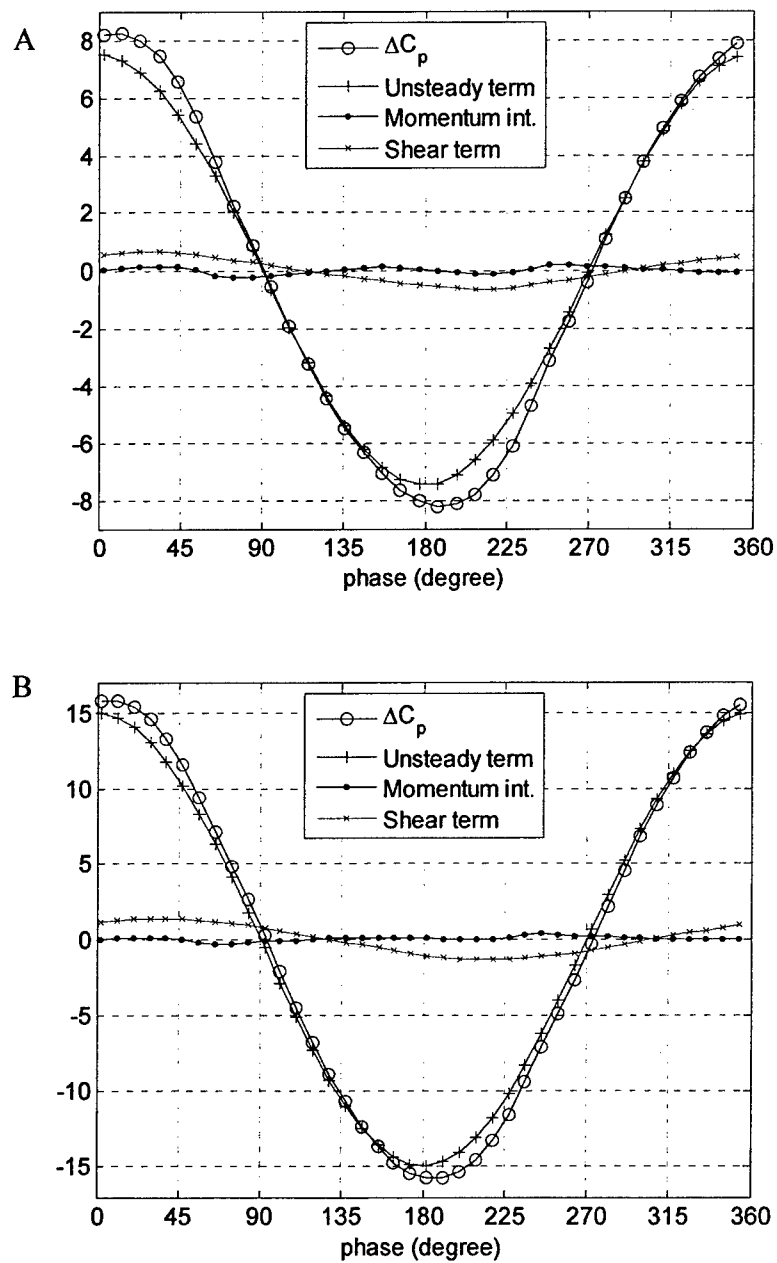 A
8
6
4
2
0
-2
-4
-6
-8
ΔC_p
Unsteady term
Momentum int.
Shear term
0 45 90 135 180 225 270 315 360
phase (degree)
B
15
10
5
0
-5
-10
-15
ΔC_p
Unsteady term
Momentum int.
Shear term
0 45 90 135 180 225 270 315 360
phase (degree)